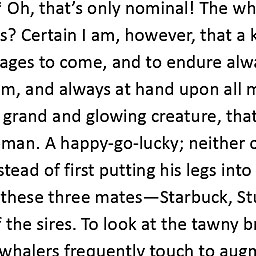 Oh, that’s only nominal! The wh
s? Certain I am, however, that a k
ages to come, and to endure alwa
m, and always at hand upon all m
grand and glowing creature, that
man. A happy-go-lucky; neither c
stead of first putting his legs into
these three mates—Starbuck, Stu
f the sires. To look at the tawny br
whalers frequently touch to augm